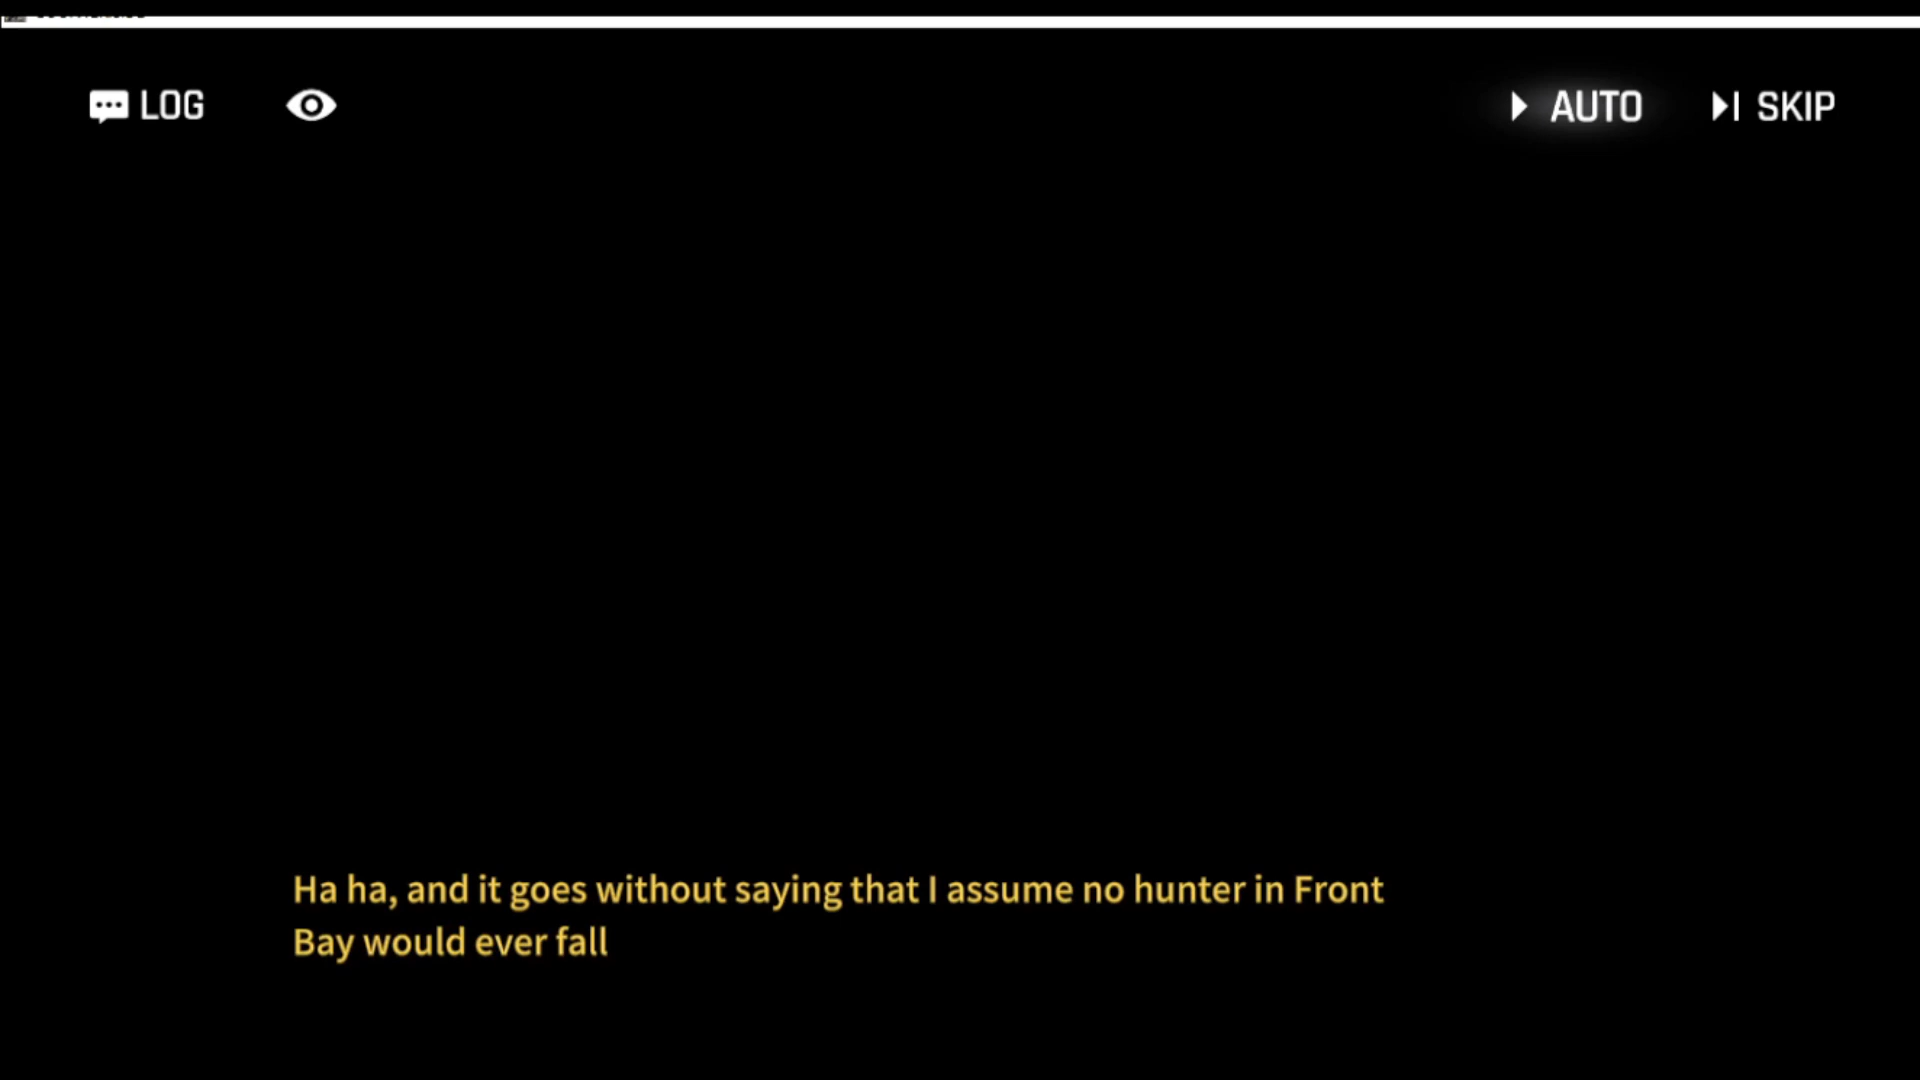 LOG
AUTO
SKIP
Ha ha, and it goes without saying that I assume no hunter in Front
Bay would ever fall